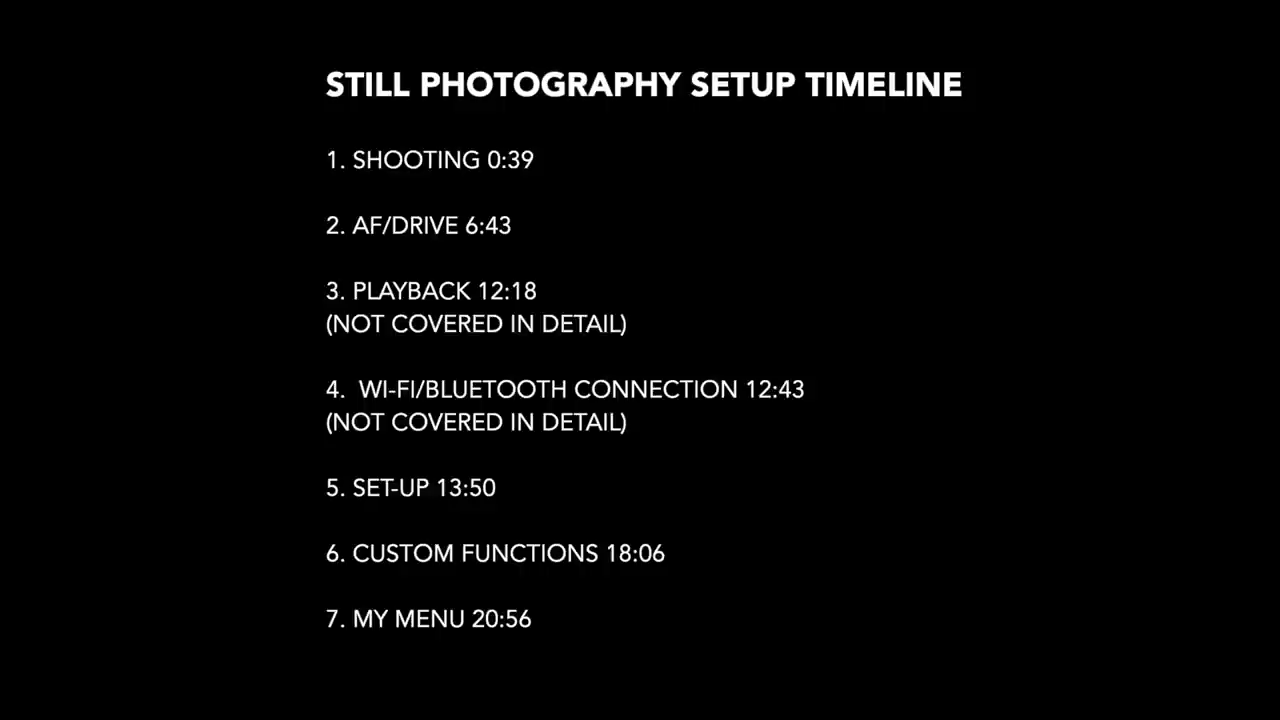 STILL PHOTOGRAPHY SETUP TIMELINE
1. SHOOTING 0:39
2. AF/DRIVE 6:43
3. PLAYBACK 12:18
(NOT COVERED IN DETAIL)
4.  WI-FI/BLUETOOTH CONNECTION 12:43
(NOT COVERED IN DETAIL)
5. SET-UP 13:50
6. CUSTOM FUNCTIONS 18:06
7. MY MENU 20:56